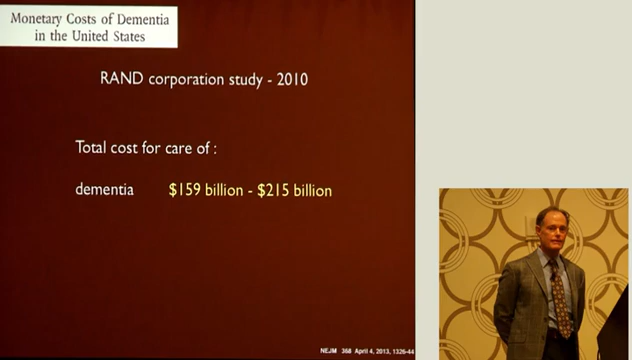 Monetary Costs of Dementia
in the United States
RAND corporation study - 2010
Total cost for care of :
dementia $159 billion - $215 billion
NEJM 368 April 4, 2013, 1326-44